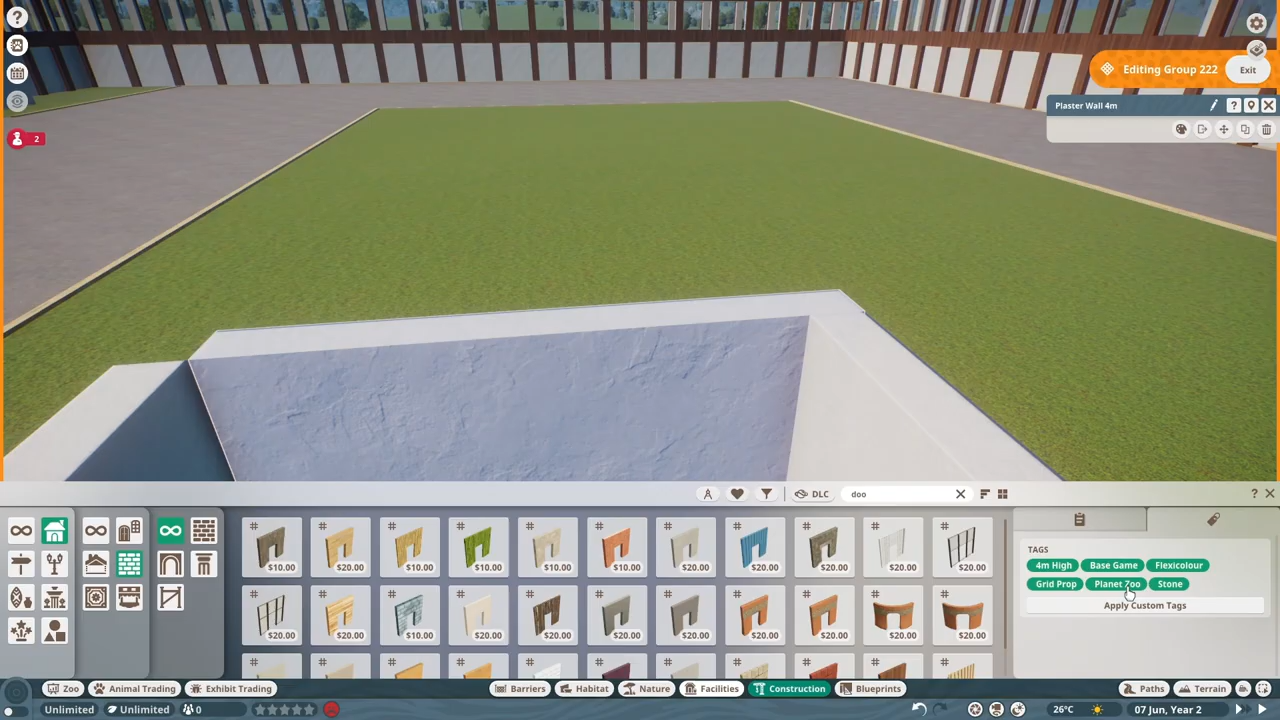 Editing Group 222
Exit
Plaster Wall 4m
?
2
DLC
doo
?
$10.00 $10.00 $10.00 $10.00 $10.00 $10.00 $20.00 $20.00 $20.00 $20.00 $20.00
$20.00 $20.00 $10.00 $20.00 $20.00 $20.00 $20.00 $20.00 $20.00 $20.00 $20.00
TAGS
4m High Base Game Flexicolour
Grid Prop Planet Zoo Stone
Apply Custom Tags
Zoo Animal Trading Exhibit Trading Barriers Habitat Nature Facilities Construction Blueprints Paths Terrain
Unlimited Unlimited 0 26°C 07 Jun, Year 2